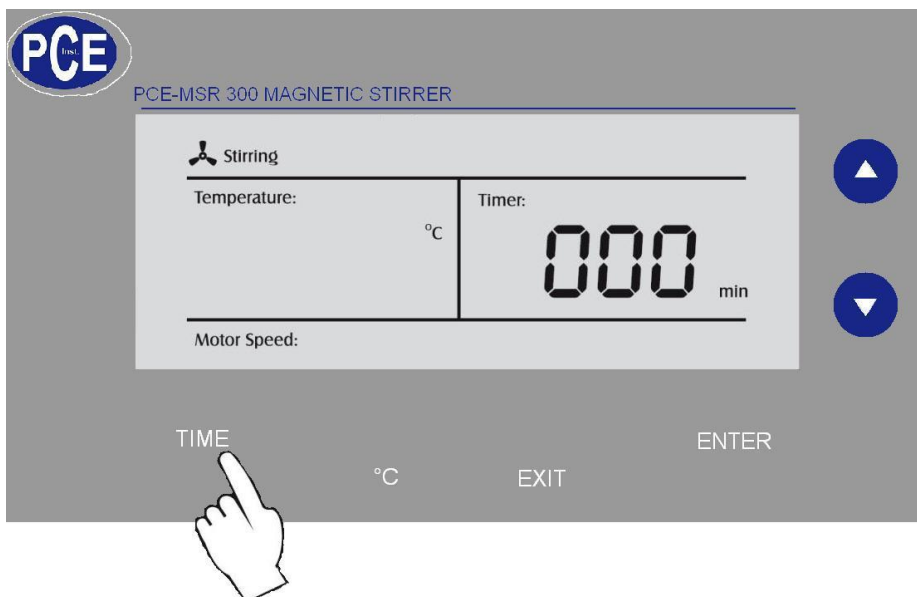 PCE
Inst.
PCE-MSR 300 MAGNETIC STIRRER
Stirring
Temperature:
°C
Timer:
000 min
Motor Speed:
TIME
°C
EXIT
ENTER